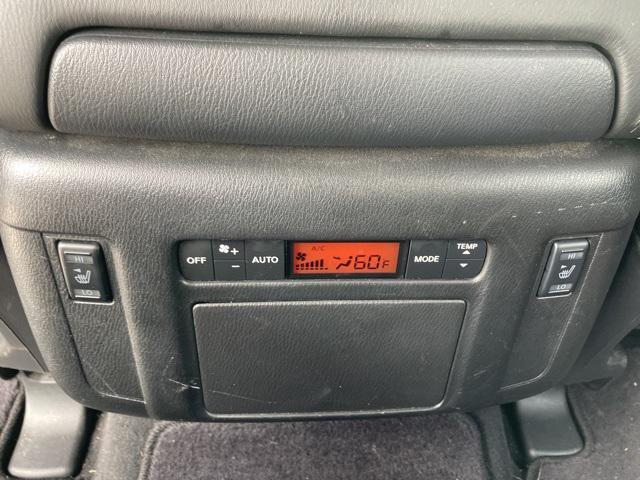 HI
LO
OFF
+
-
AUTO
A/C
60F
MODE
TEMP
HI
LO